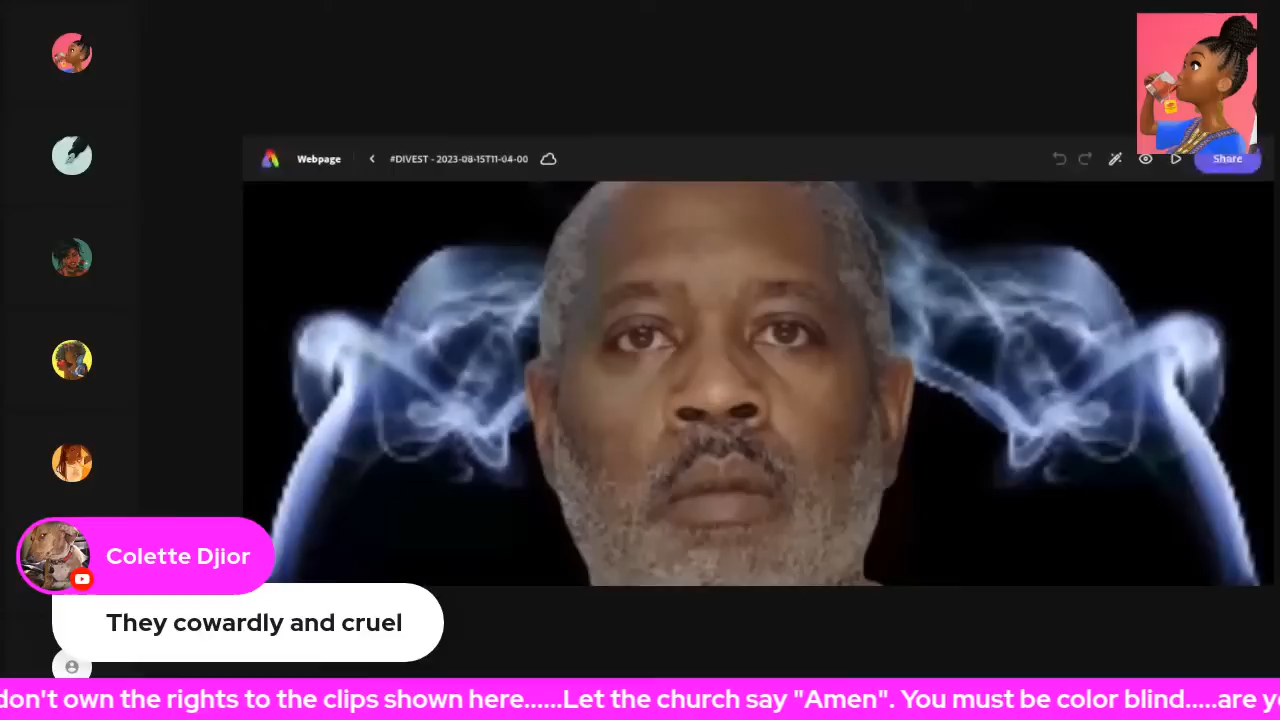 Webpage
#DIVEST - 2023-08-15T11-04-00
Share
Colette Djior
They cowardly and cruel
don't own the rights to the clips shown here......Let the church say "Amen". You must be color blind.....are